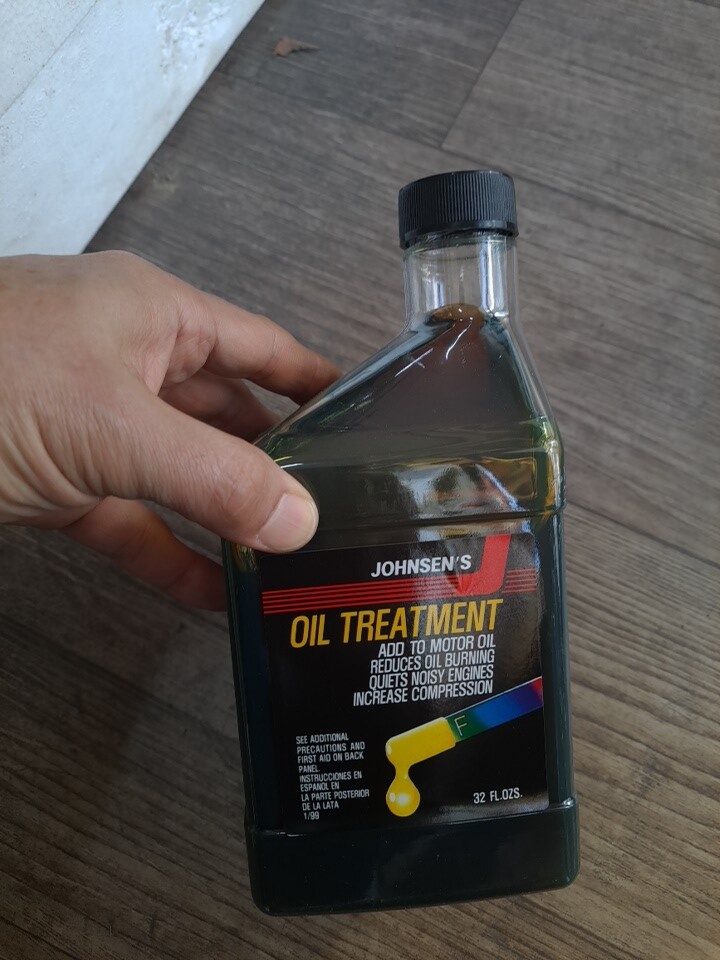 JOHNSEN'S
OIL TREATMENT
ADD TO MOTOR OIL
REDUCES OIL BURNING
QUIETS NOISY ENGINES
INCREASE COMPRESSION
F
SEE ADDITIONAL
PRECAUTIONS AND
FIRST AID ON BACK
PANEL.
INSTRUCCIONES EN
ESPANOL EN
LA PARTE POSTERIOR
DE LA LATA
1/99
32 FL.OZS.